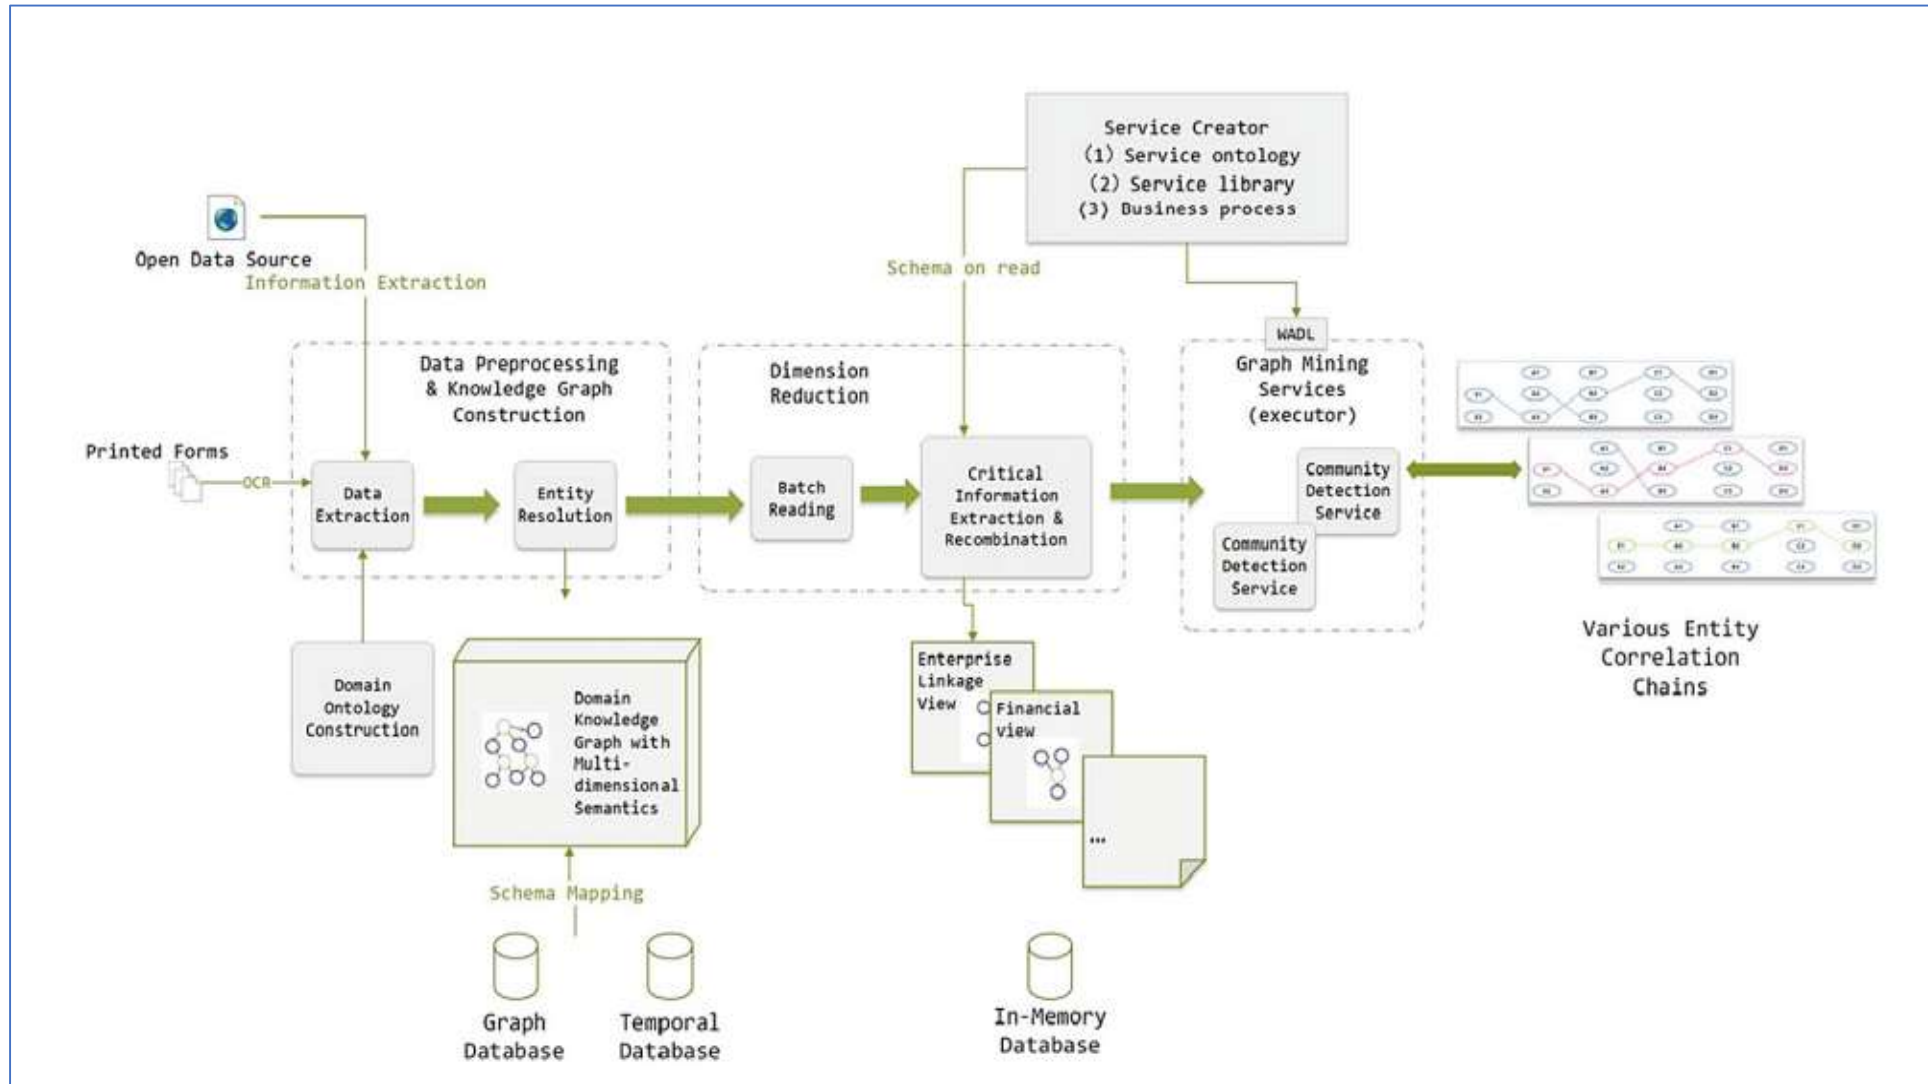 Service Creator
(1) Service ontology
(2) Service library
(3) Business process
Open Data Source
Information Extraction
Schema on read
WADL
Data Preprocessing
& Knowledge Graph
Construction
Dimension
Reduction
Graph Mining
Services
(executor)
Printed Forms
OCR
Data
Extraction
Entity
Resolution
Batch
Reading
Critical
Information
Extraction &
Recombination
Community
Detection
Service
Community
Detection
Service
Various Entity
Correlation
Chains
Domain
Ontology
Construction
Domain
Knowledge
Graph with
Multi-
dimensional
Semantics
Enterprise
Linkage
View
Financial
view
...
Schema Mapping
Graph
Database
Temporal
Database
In-Memory
Database